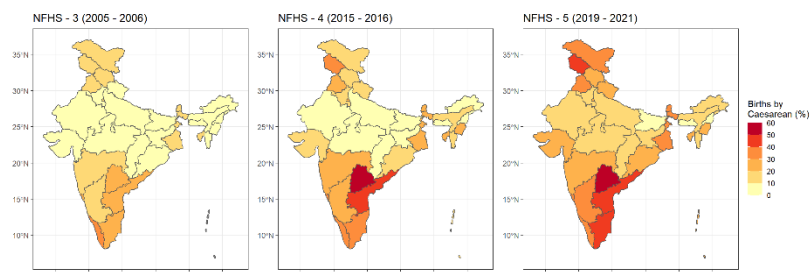 NFHS - 3 (2005 - 2006)
NFHS - 4 (2015 - 2016)
NFHS - 5 (2019 - 2021)
35°N
30°N
25°N
20°N
15°N
10°N
35°N
30°N
25°N
20°N
15°N
10°N
35°N
30°N
25°N
20°N
15°N
10°N
Births by
Caesarean (%)
60
50
40
30
20
10
0